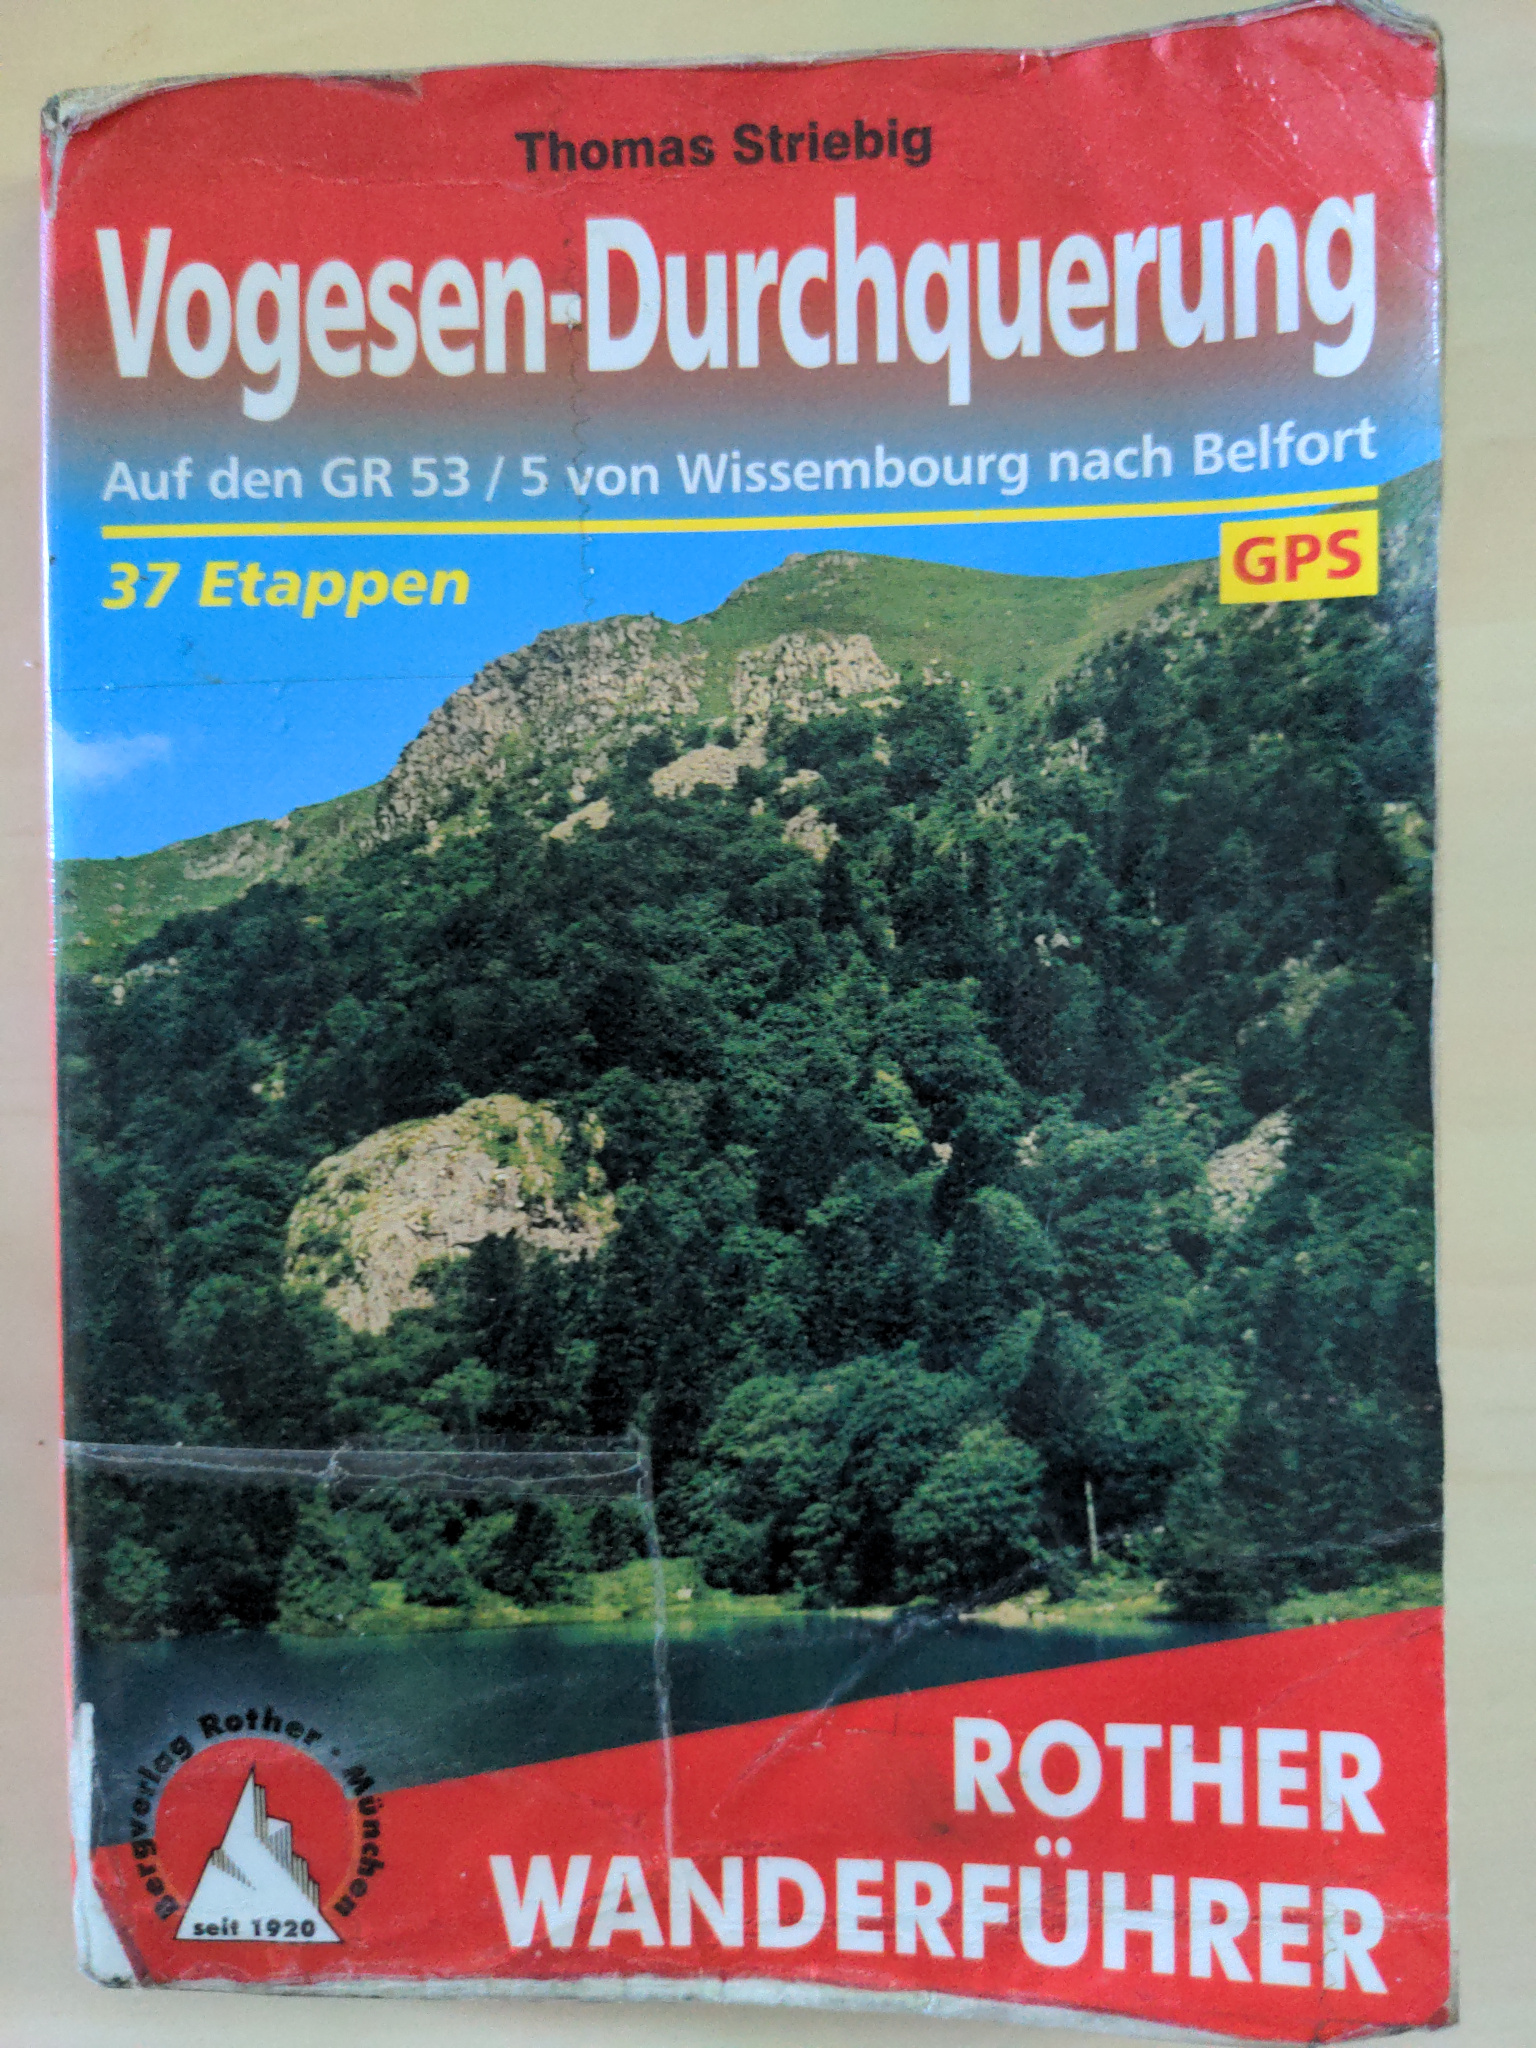 Thomas Striebig
Vogesen-Durchquerung
Auf den GR 53 / 5 von Wissembourg nach Belfort
37 Etappen
GPS
Bergverlag Rother · München
seit 1920
ROTHER
WANDERFÜHRER